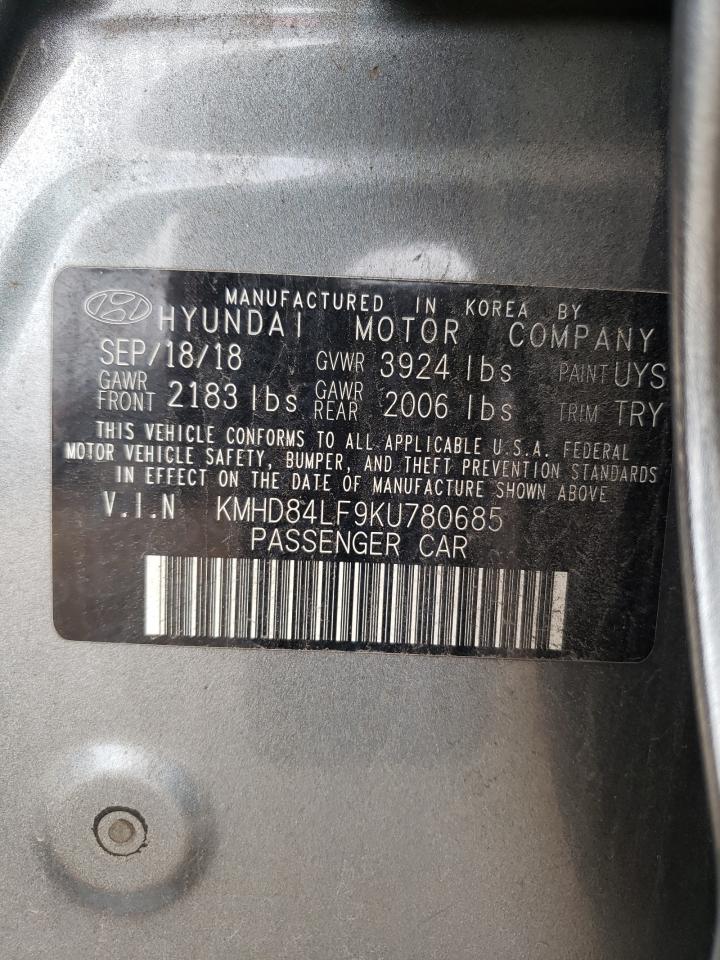 MANUFACTURED IN KOREA BY
HYUNDAI MOTOR COMPANY
SEP/18/18 GVWR 3924 lbs PAINT UYS
GAWR FRONT 2183 lbs GAWR REAR 2006 lbs TRIM TRY
THIS VEHICLE CONFORMS TO ALL APPLICABLE U.S.A. FEDERAL
MOTOR VEHICLE SAFETY, BUMPER, AND THEFT PREVENTION STANDARDS
IN EFFECT ON THE DATE OF MANUFACTURE SHOWN ABOVE
V.I.N KMHD84LF9KU780685
PASSENGER CAR